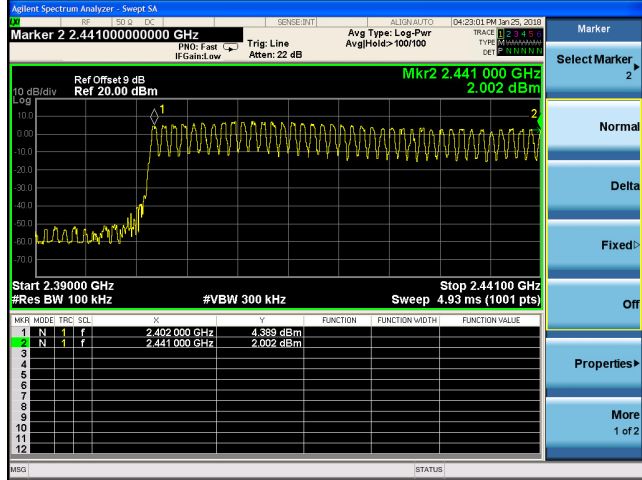 Agilent Spectrum Analyzer - Swept SA
LXI
RF
50 Ω
DC
SENSE:INT
ALIGNAUTO
04:23:01 PM Jan 25, 2018
Marker 2 2.441000000000 GHz
PNO: Fast
IFGain:Low
Trig: Line
Atten: 22 dB
Avg Type: Log-Pwr
Avg|Hold:>100/100
TRACE 1 2 3 4 5 6
TYPE M WWWWW
DET P NNNNN
Ref Offset 9 dB
Ref 20.00 dBm
Mkr2 2.441 000 GHz
2.002 dBm
10 dB/div
Log
10.0
0.00
-10.0
-20.0
-30.0
-40.0
-50.0
-60.0
-70.0
1
2
Start 2.39000 GHz
Stop 2.44100 GHz
#Res BW 100 kHz
#VBW 300 kHz
Sweep 4.93 ms (1001 pts)
MKR MODE TRC SCL X Y FUNCTION FUNCTION WIDTH FUNCTION VALUE
1 N 1 f 2.402 000 GHz 4.389 dBm
2 N 1 f 2.441 000 GHz 2.002 dBm
3
4
5
6
7
8
9
10
11
12
MSG
STATUS
Marker
Select Marker
2
Normal
Delta
Fixed
Off
Properties
More
1 of 2